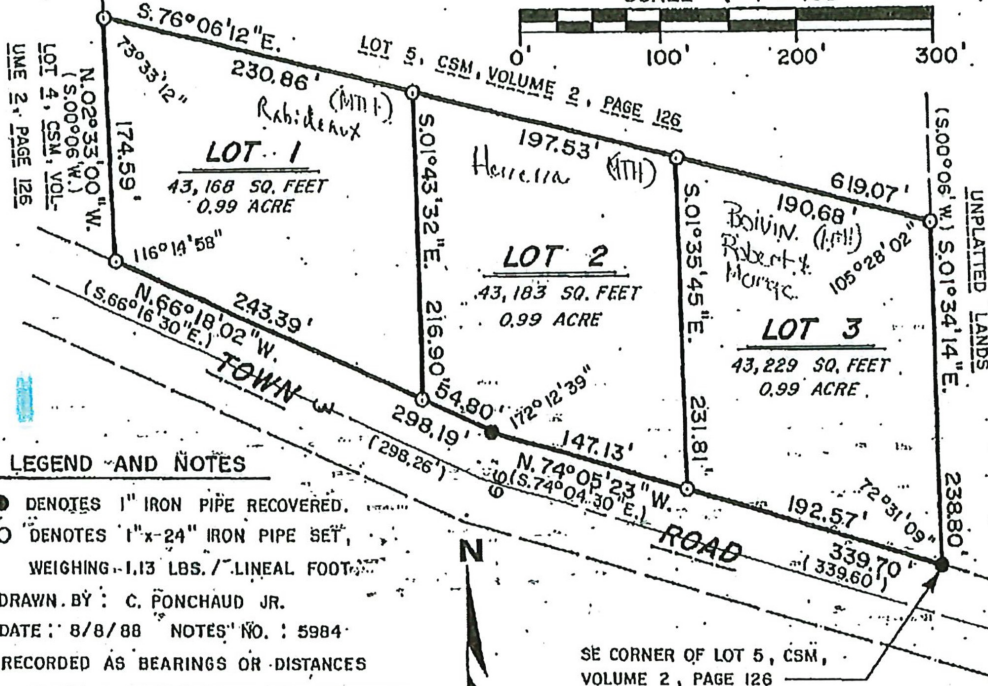 S. 76° 06' 12" E.
230.86'
LOT 5, CSM, VOLUME 2, PAGE 126
0' 100' 200' 300'
73° 33' 12"
N. 02° 33' 00" W.
(S. 00° 06' W.)
174.59'
LOT 4, CSM, VOL-
UME 2, PAGE 126
Rabideaux
LOT 1
43,168 SQ. FEET
0.99 ACRE
116° 14' 58"
243.39'
N. 66° 18' 02" W.
(S. 66° 16' 30" E.)
S. 01° 43' 32" E.
216.90'
197.53'
(MTH)
LOT 2
43,183 SQ. FEET
0.99 ACRE
54.80'
298.19'
(298.26')
172° 12' 39"
S. 01° 35' 45" E.
231.81'
619.07'
190.68'
Boivin
Robert &
105° 28' 02"
LOT 3
43,229 SQ. FEET
0.99 ACRE
(S. 00° 06' W.) S. 01° 34' 14" E.
238.80'
UNPLATTED LANDS
147.13'
N. 74° 05' 23" W.
(S. 74° 04' 30" E.)
192.57'
72° 31' 09"
339.70'
(339.60')
TOWN
ROAD
66'
LEGEND AND NOTES
● DENOTES 1" IRON PIPE RECOVERED.
○ DENOTES 1" x 24" IRON PIPE SET,
WEIGHING 1.13 LBS. / LINEAL FOOT
DRAWN BY : C. PONCHAUD JR.
DATE : 8/8/88 NOTES NO. : 5984
RECORDED AS BEARINGS OR DISTANCES
N
SE CORNER OF LOT 5, CSM,
VOLUME 2, PAGE 126